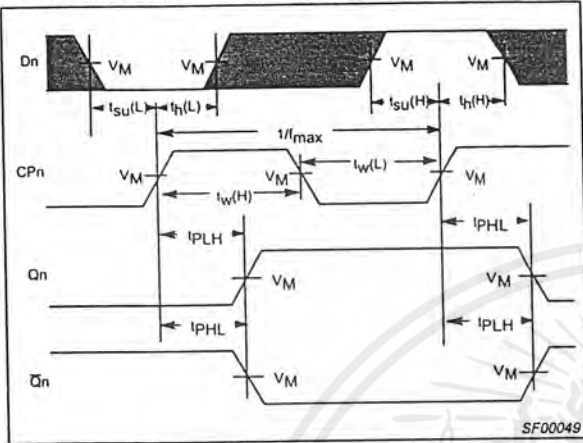 Dn
VM VM VM VM
tsu(L) th(L) tsu(H) th(H)
1/fmax
CPn
VM VM VM
tw(H) tw(L)
tPLH tPHL
Qn
VM VM
tPHL tPLH
Q̅n
VM VM
SF00049